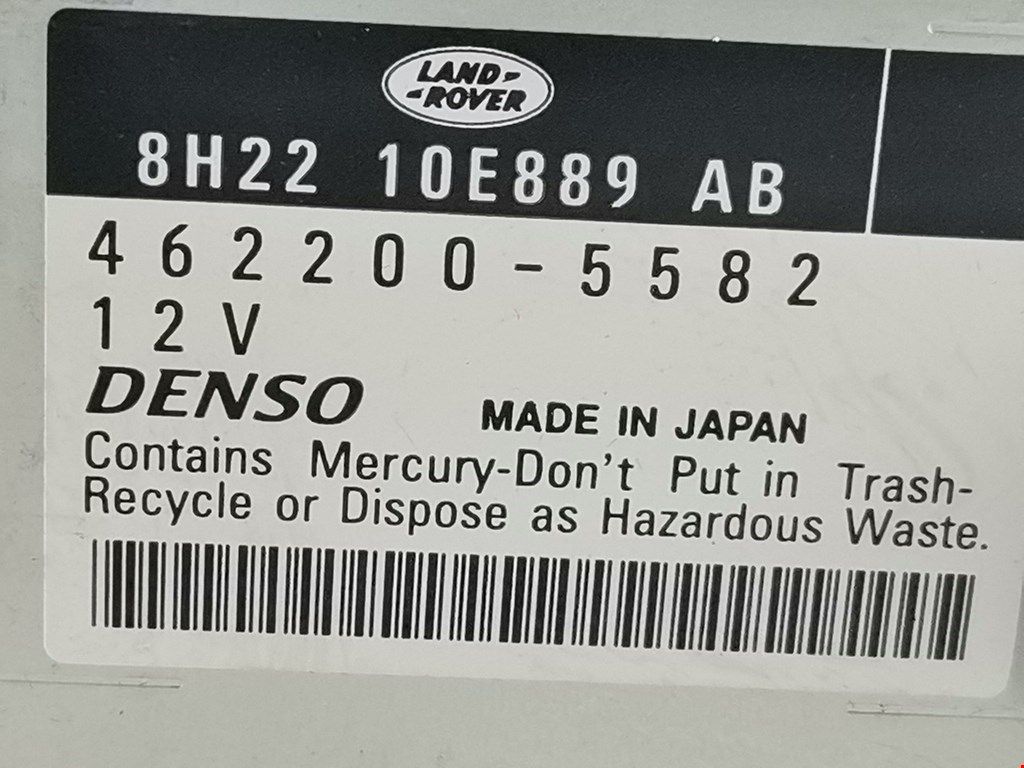 LAND-
-ROVER
8H22 10E889 AB
462200-5582
12V
DENSO MADE IN JAPAN
Contains Mercury-Don't Put in Trash-
Recycle or Dispose as Hazardous Waste.